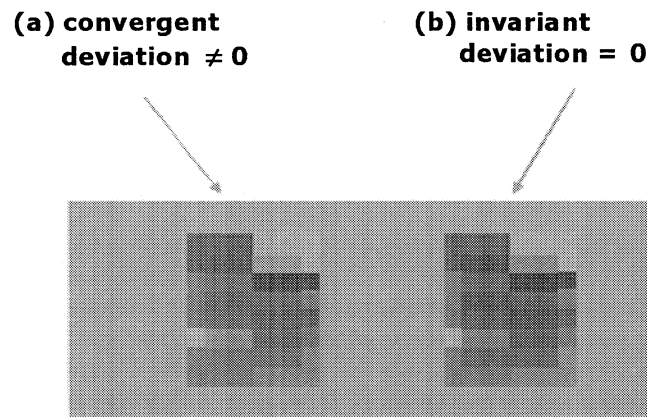 (a) convergent
deviation ≠ 0
(b) invariant
deviation = 0